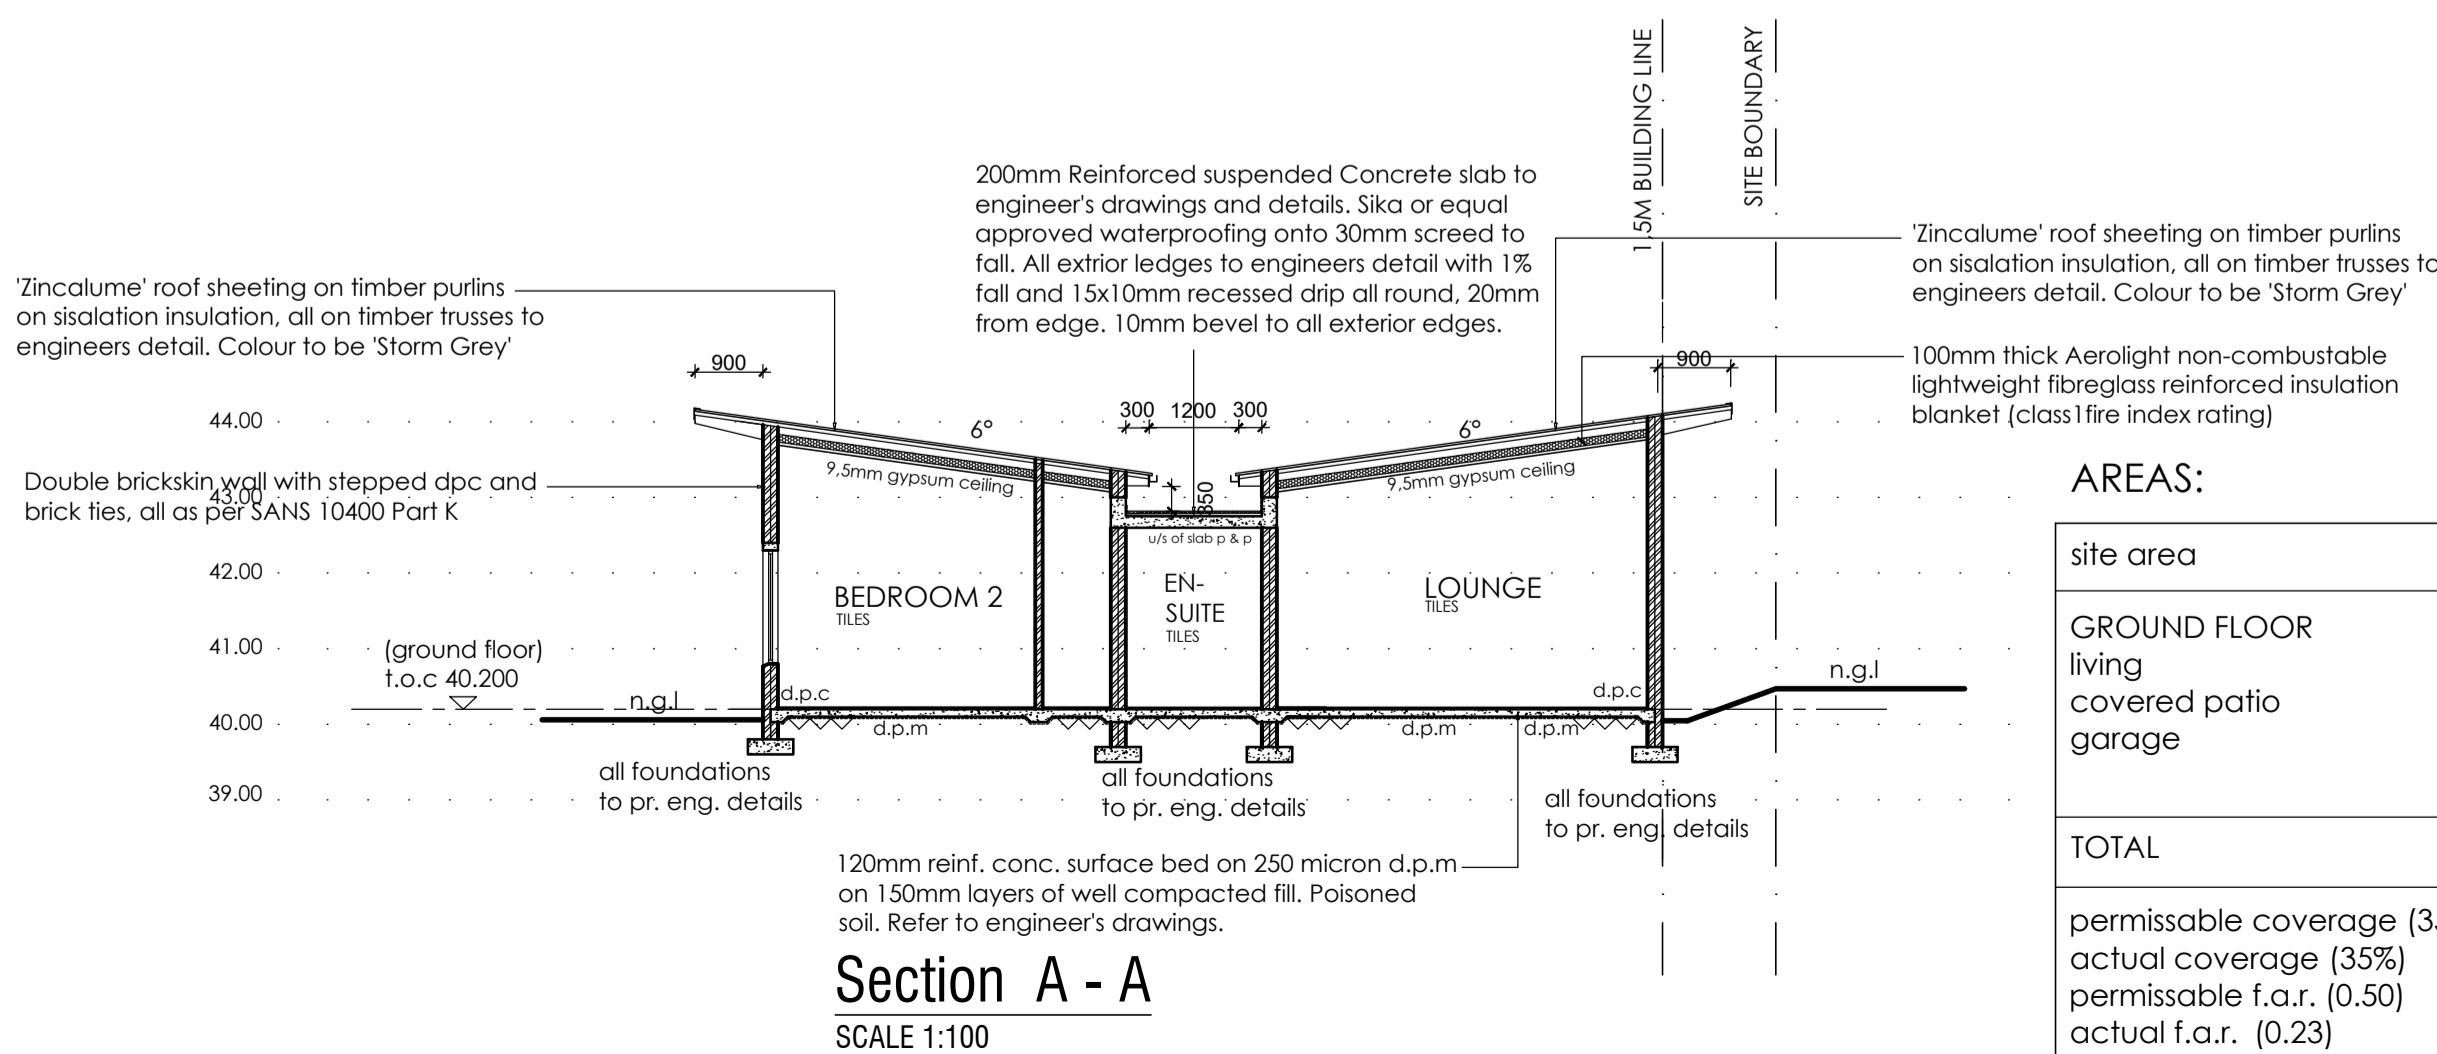 1,5M BUILDING LINE
SITE BOUNDARY
200mm Reinforced suspended Concrete slab to
engineer's drawings and details. Sika or equal
approved waterproofing onto 30mm screed to
fall. All extrior ledges to engineers detail with 1%
fall and 15x10mm recessed drip all round, 20mm
from edge. 10mm bevel to all exterior edges.
'Zincalume' roof sheeting on timber purlins
on sisalation insulation, all on timber trusses to
engineers detail. Colour to be 'Storm Grey'
'Zincalume' roof sheeting on timber purlins
on sisalation insulation, all on timber trusses to
engineers detail. Colour to be 'Storm Grey'
100mm thick Aerolight non-combustable
lightweight fibreglass reinforced insulation
blanket (class1fire index rating)
900
900
300 1200 300
44.00
6°
6°
9,5mm gypsum ceiling
9,5mm gypsum ceiling
Double brickskin wall with stepped dpc and
brick ties, all as per SANS 10400 Part K
43.00
350
u/s of slab p & p
42.00
BEDROOM 2
TILES
EN-
SUITE
TILES
LOUNGE
TILES
41.00
(ground floor)
t.o.c 40.200
n.g.l
d.p.c
d.p.c
n.g.l
40.00
d.p.m
d.p.m
d.p.m
39.00
all foundations
to pr. eng. details
all foundations
to pr. eng. details
all foundations
to pr. eng. details
120mm reinf. conc. surface bed on 250 micron d.p.m
on 150mm layers of well compacted fill. Poisoned
soil. Refer to engineer's drawings.
Section A - A
SCALE 1:100
AREAS:
site area
GROUND FLOOR
living
covered patio
garage
TOTAL
permissable coverage
actual coverage (35%)
permissable f.a.r. (0.50)
actual f.a.r. (0.23)